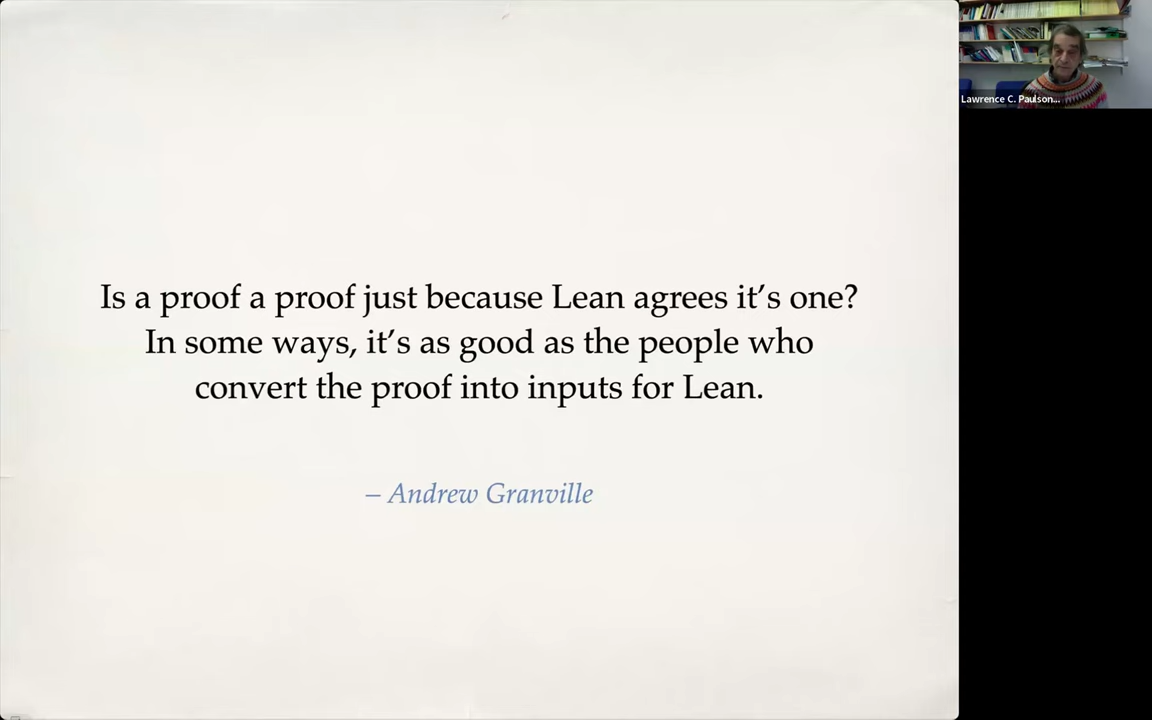 Is a proof a proof just because Lean agrees it's one?
In some ways, it's as good as the people who
convert the proof into inputs for Lean.
– Andrew Granville
Lawrence C. Paulson...